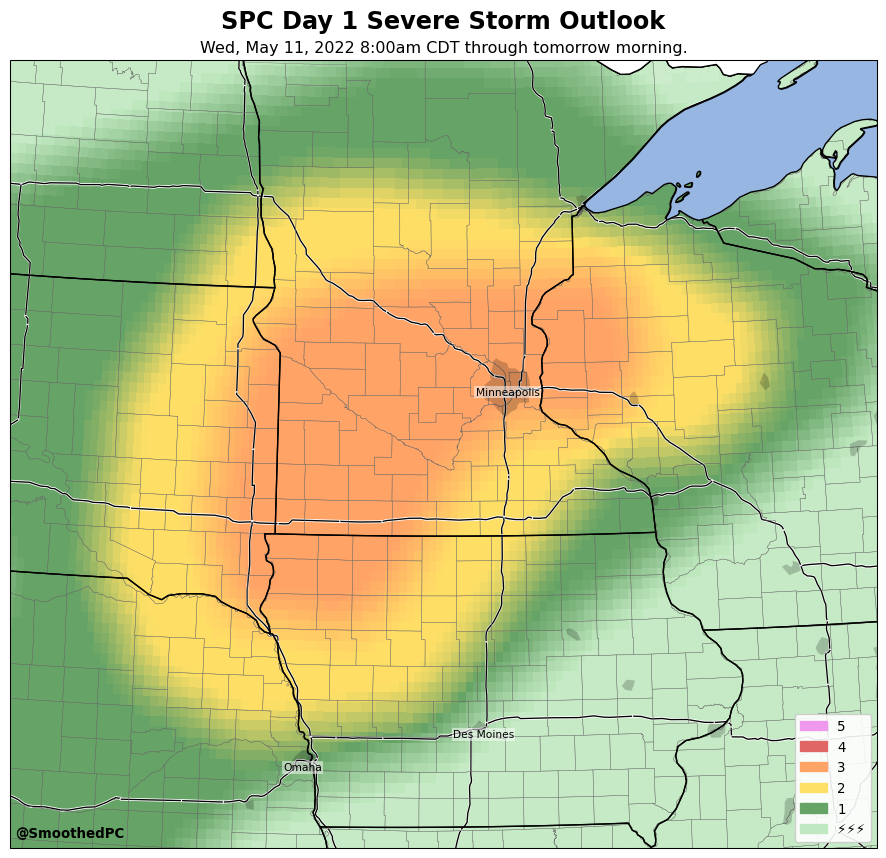 SPC Day 1 Severe Storm Outlook
Wed, May 11, 2022 8:00am CDT through tomorrow morning.
Minneapolis
Des Moines
Omaha
5
4
3
2
1
⚡⚡⚡
@SmoothedPC